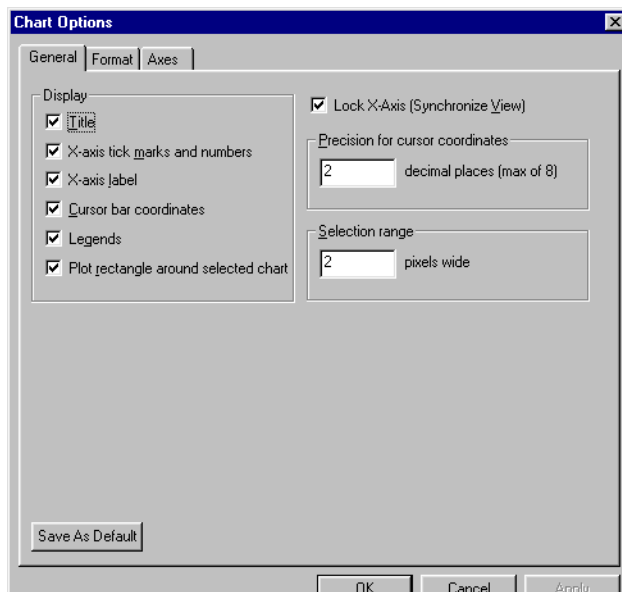 Chart Options
General Format Axes
Display
Title
X-axis tick marks and numbers
X-axis label
Cursor bar coordinates
Legends
Plot rectangle around selected chart
Lock X-Axis (Synchronize View)
Precision for cursor coordinates
2 decimal places (max of 8)
Selection range
2 pixels wide
Save As Default
OK Cancel Apply